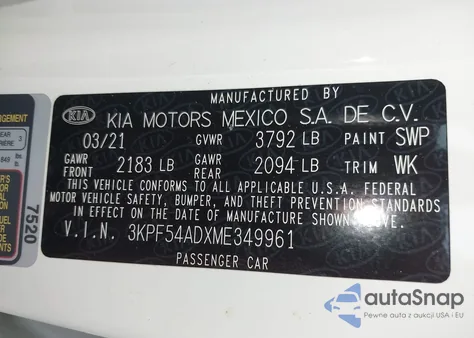 MANUFACTURED BY
KIA KIA MOTORS MEXICO S.A. DE C.V.
03/21 GVWR 3792 LB PAINT SWP
GAWR FRONT 2183 LB GAWR REAR 2094 LB TRIM WK
THIS VEHICLE CONFORMS TO ALL APPLICABLE U.S.A. FEDERAL
MOTOR VEHICLE SAFETY, BUMPER, AND THEFT PREVENTION STANDARDS
IN EFFECT ON THE DATE OF MANUFACTURE SHOWN ABOVE.
V.I.N. 3KPF54ADXME349961
PASSENGER CAR
7520
autaSnap
Pewne auta z aukcji USA i EU